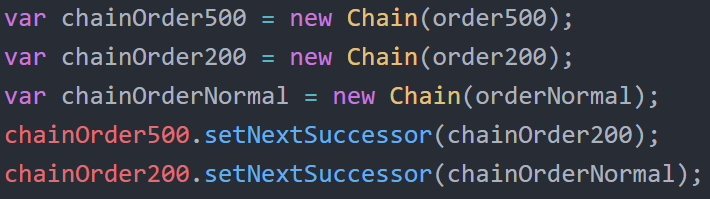 var chainOrder500 = new Chain(order500);
var chainOrder200 = new Chain(order200);
var chainOrderNormal = new Chain(orderNormal);
chainOrder500.setNextSuccessor(chainOrder200);
chainOrder200.setNextSuccessor(chainOrderNormal);